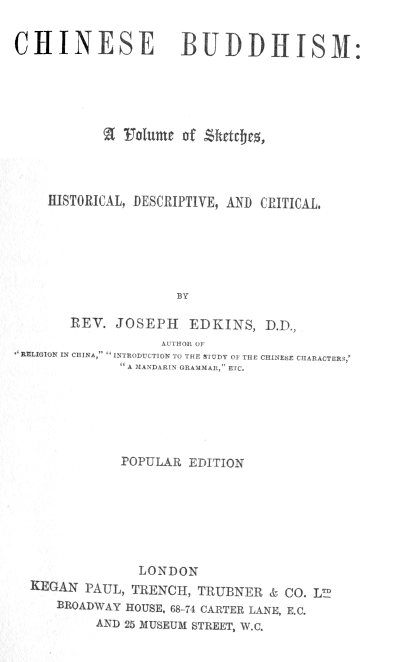 CHINESE BUDDHISM:
A Volume of Sketches,
HISTORICAL, DESCRIPTIVE, AND CRITICAL.
BY
REV. JOSEPH EDKINS, D.D.,
AUTHOR OF
"RELIGION IN CHINA," "INTRODUCTION TO THE STUDY OF THE CHINESE CHARACTERS,'
"A MANDARIN GRAMMAR," ETC.
POPULAR EDITION
LONDON
KEGAN PAUL, TRENCH, TRUBNER & CO. LTD
BROADWAY HOUSE, 68-74 CARTER LANE, E.C.
AND 25 MUSEUM STREET, W.C.